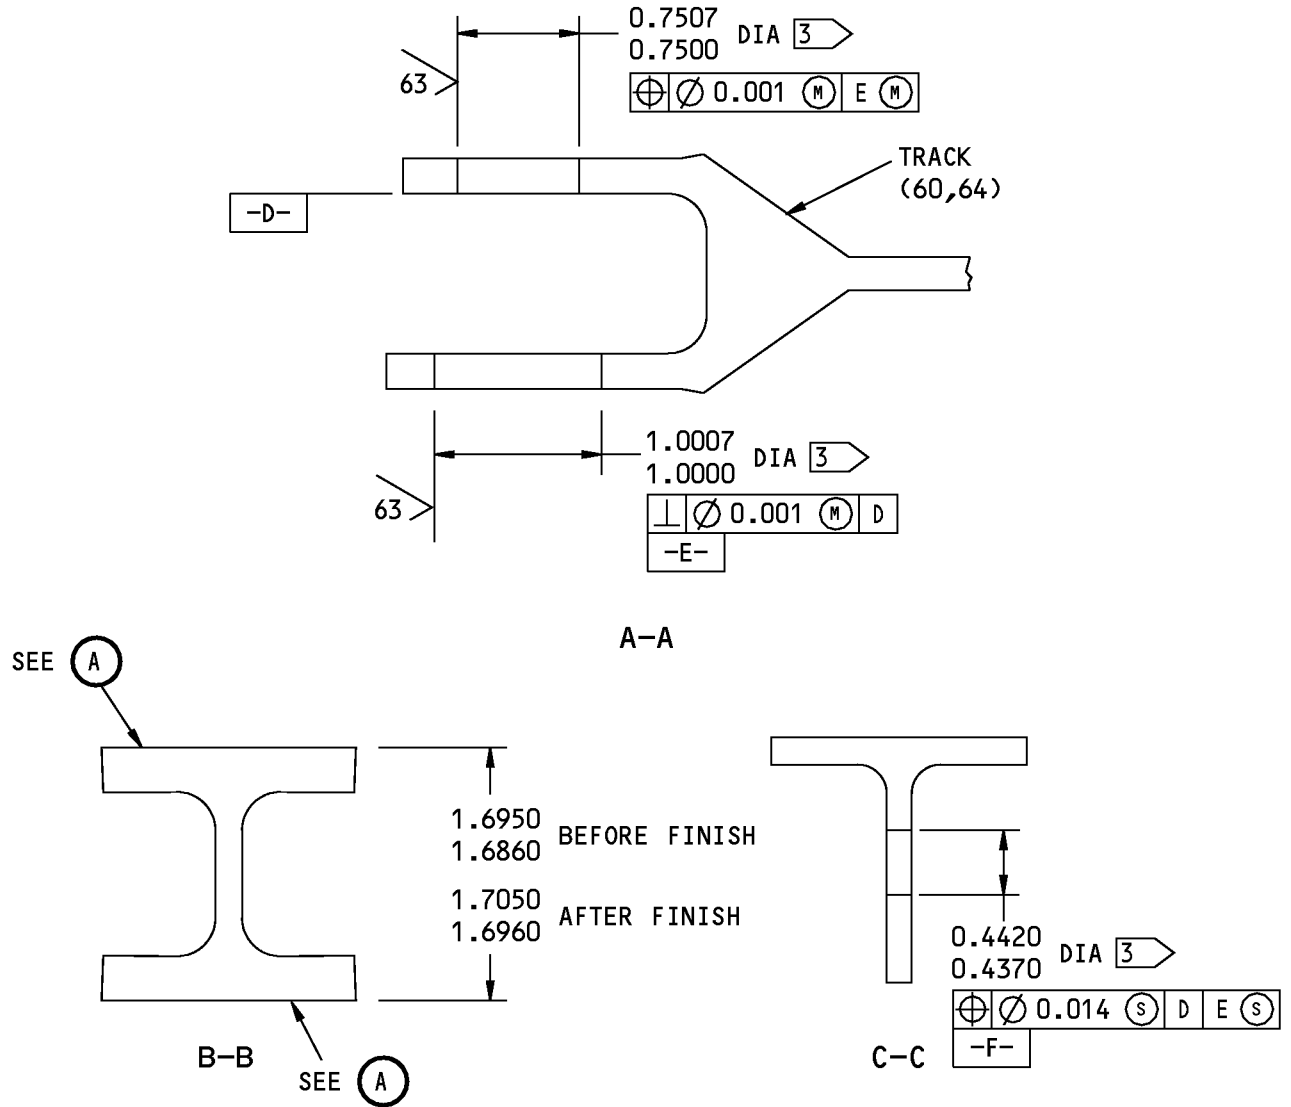 0.7507
0.7500 DIA 3
63
⌖ ⌀ 0.001 Ⓜ E Ⓜ
TRACK
(60,64)
-D-
1.0007
1.0000 DIA 3
63
⊥ ⌀ 0.001 Ⓜ D
-E-
A-A
SEE A
1.6950
1.6860 BEFORE FINISH
1.7050
1.6960 AFTER FINISH
0.4420
0.4370 DIA 3
⌖ ⌀ 0.014 Ⓢ D E Ⓢ
-F-
B-B
C-C
SEE A